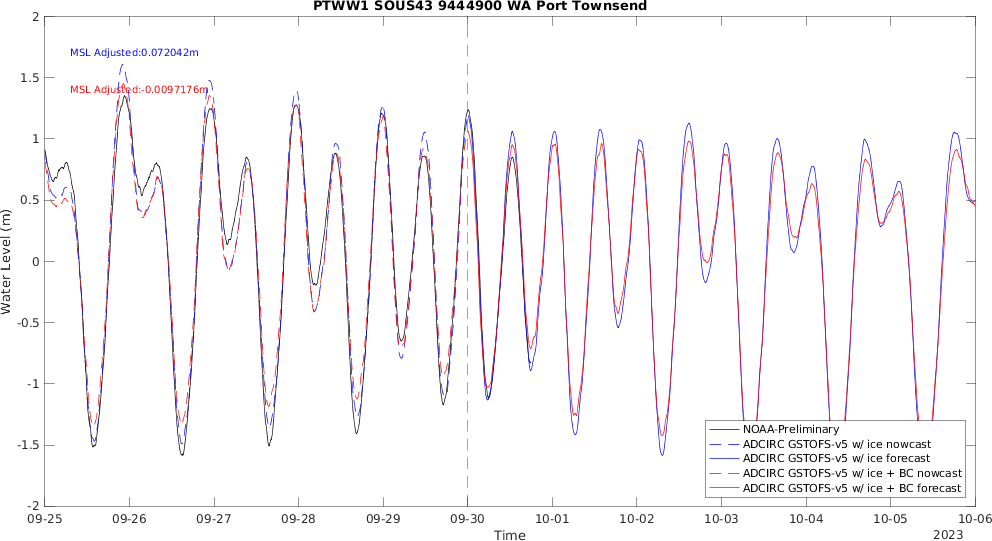 PTWW1 SOUS43 9444900 WA Port Townsend
MSL Adjusted:0.072042m
MSL Adjusted:-0.0097176m
Water Level (m)
2
1.5
1
0.5
0
-0.5
-1
-1.5
-2
NOAA-Preliminary
ADCIRC GSTOFS-v5 w/ ice nowcast
ADCIRC GSTOFS-v5 w/ ice forecast
ADCIRC GSTOFS-v5 w/ ice + BC nowcast
ADCIRC GSTOFS-v5 w/ ice + BC forecast
09-25 09-26 09-27 09-28 09-29 09-30 10-01 10-02 10-03 10-04 10-05 10-06
Time
2023